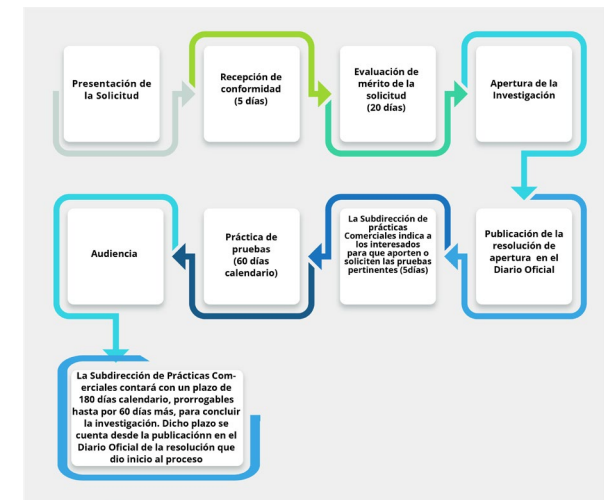 Presentación de
la Solicitud
Recepción de
conformidad
(5 días)
Evaluación de
mérito de la
solicitud
(20 días)
Apertura de la
Investigación
Publicación de la
resolución de
apertura en el
Diario Oficial
La Subdirección de
prácticas
Comerciales indica a
los interesados
para que aporten o
soliciten las pruebas
pertinentes (5días)
Práctica de
pruebas
(60 días
calendario)
Audiencia
La Subdirección de Prácticas Com-
erciales contará con un plazo de
180 días calendario, prorrogables
hasta por 60 días más, para concluir
la investigación. Dicho plazo se
cuenta desde la publicaciónn en el
Diario Oficial de la resolución que
dio inicio al proceso